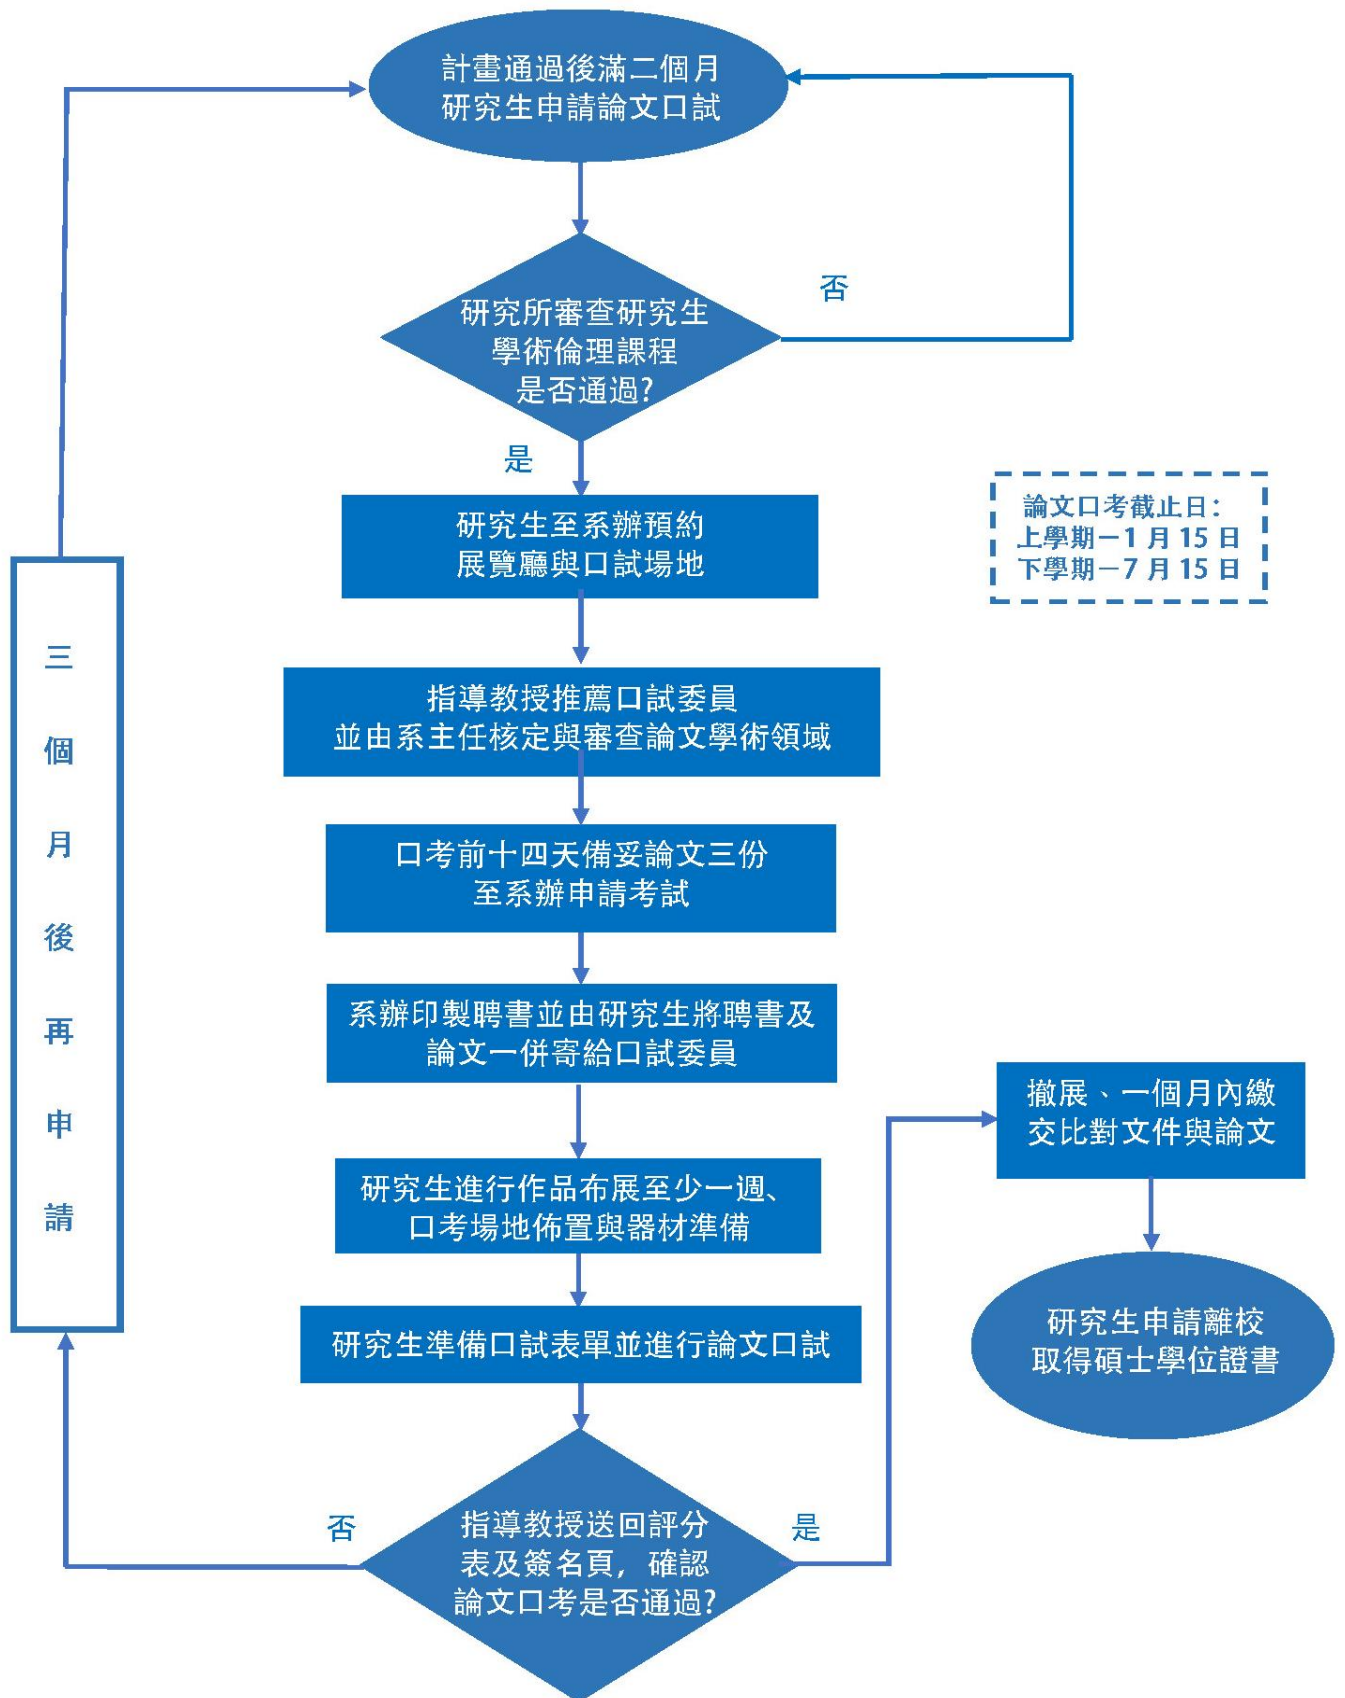 計畫通過後滿二個月
研究生申請論文口試
否
研究所審查研究生
學術倫理課程
是否通過?
是
研究生至系辦預約
展覽廳與口試場地
論文口考截止日：
上學期－1 月 15 日
下學期－7 月 15 日
三個月後再申請
指導教授推薦口試委員
並由系主任核定與審查論文學術領域
口考前十四天備妥論文三份
至系辦申請考試
系辦印製聘書並由研究生將聘書及
論文一併寄給口試委員
研究生進行作品布展至少一週、
口考場地佈置與器材準備
研究生準備口試表單並進行論文口試
否
指導教授送回評分
表及簽名頁，確認
論文口考是否通過?
是
撤展、一個月內繳
交比對文件與論文
研究生申請離校
取得碩士學位證書